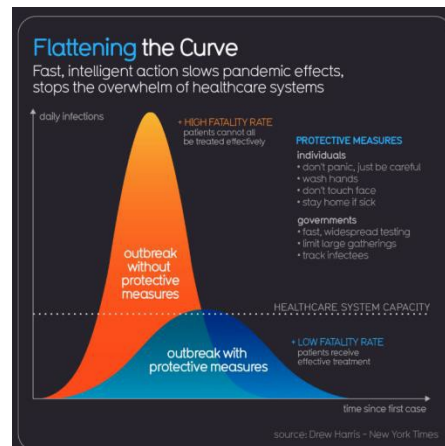 Flattening the Curve
Fast, intelligent action slows pandemic effects,
stops the overwhelm of healthcare systems
daily infections
+ HIGH FATALITY RATE
patients cannot all
be treated effectively
PROTECTIVE MEASURES
individuals
• don't panic, just be careful
• wash hands
• don't touch face
• stay home if sick
governments
• fast, widespread testing
• limit large gatherings
• track infectees
outbreak
without
protective
measures
HEALTHCARE SYSTEM CAPACITY
outbreak with
protective measures
+ LOW FATALITY RATE
patients receive
effective treatment
time since first case
source: Drew Harris - New York Times